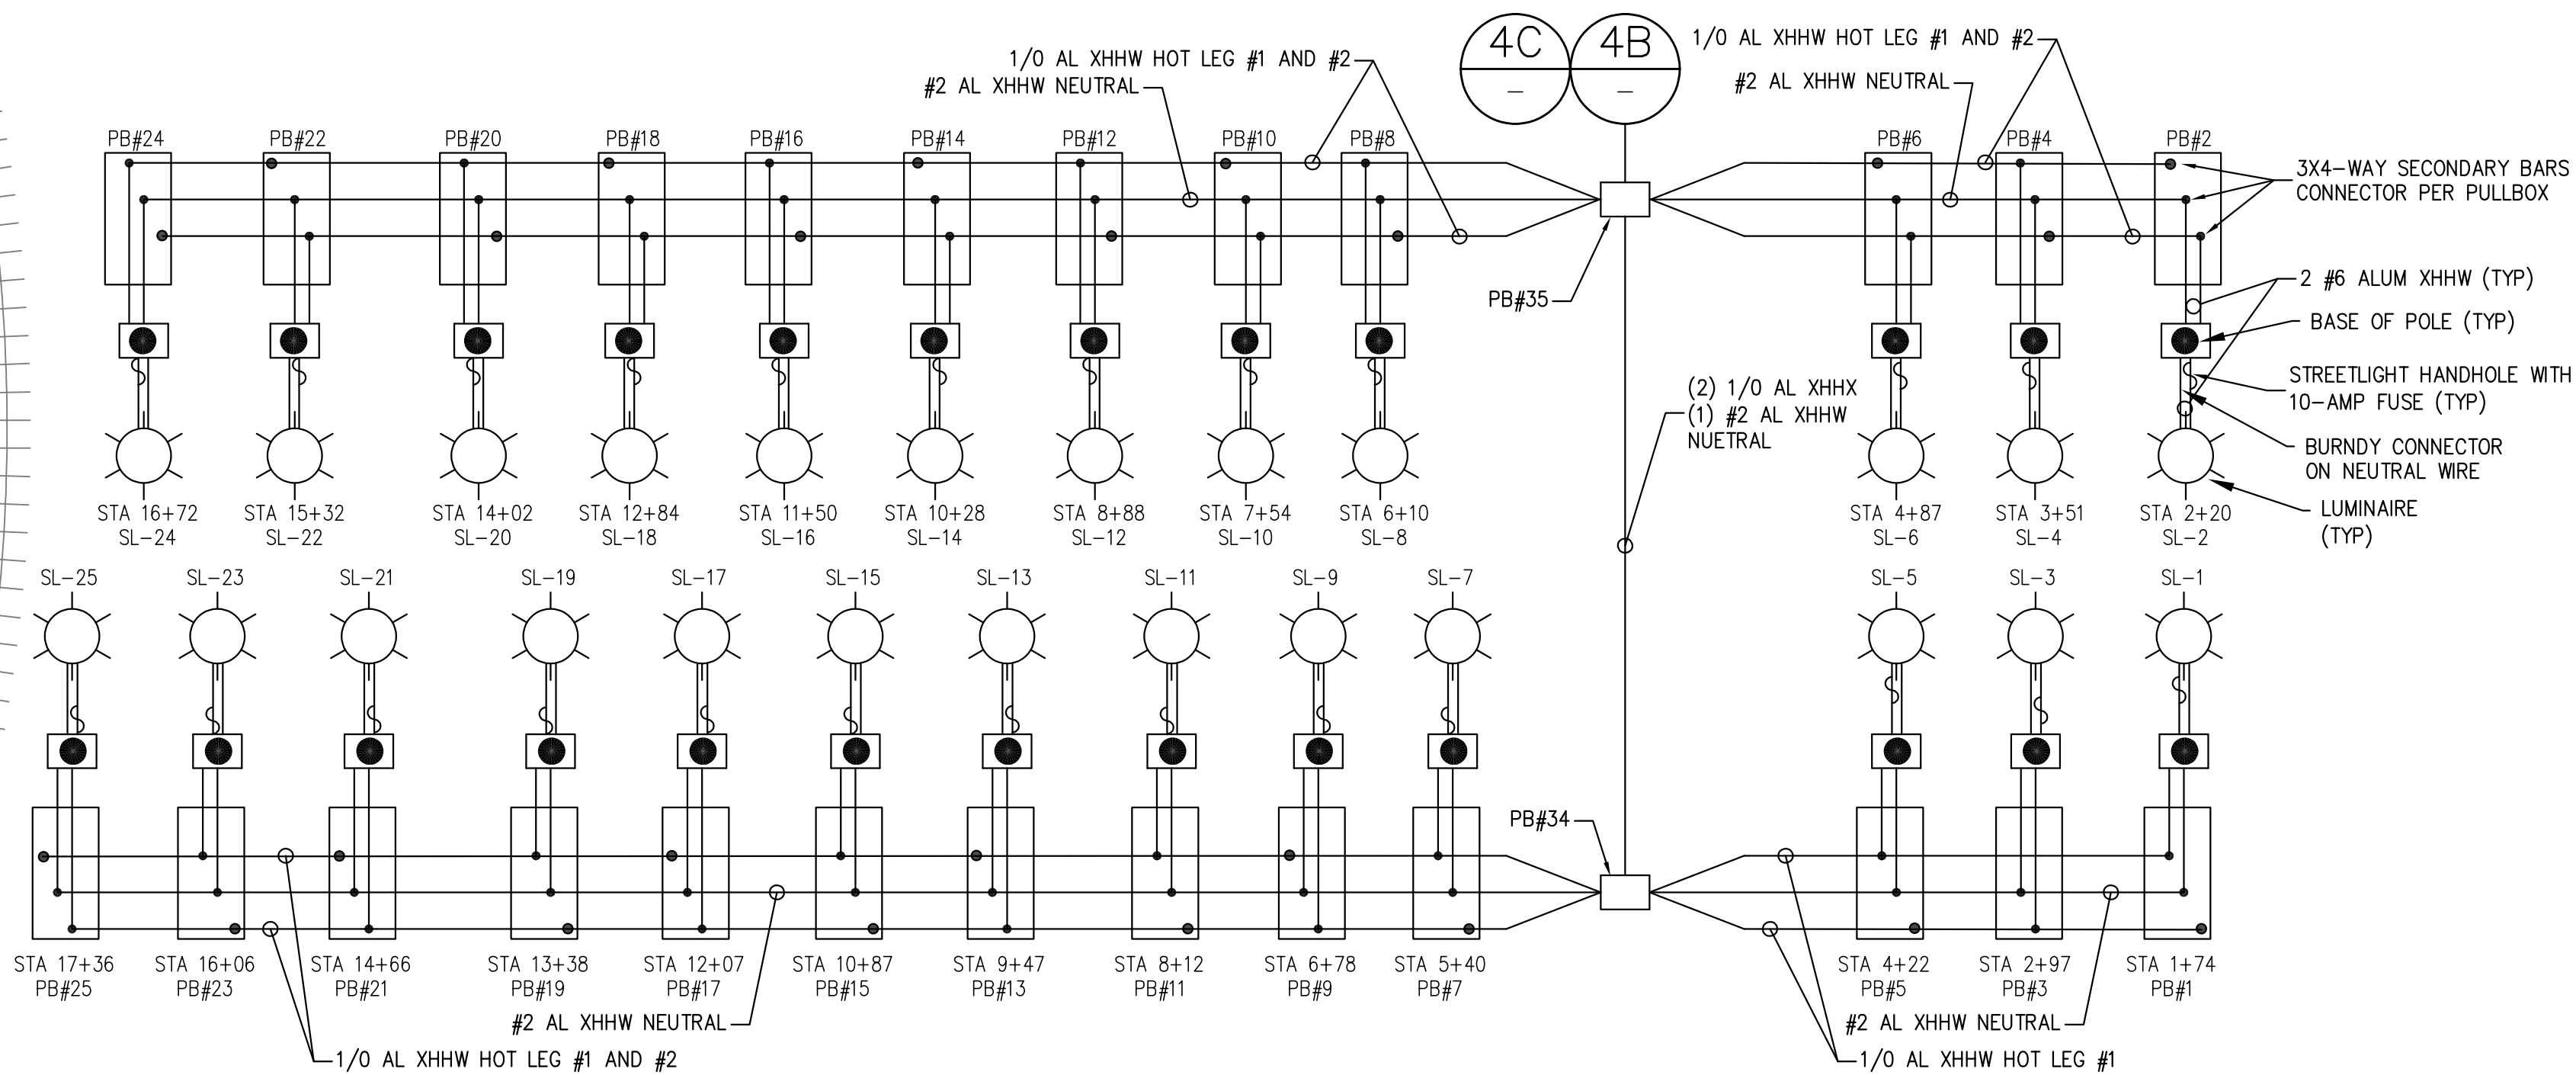 4C
4B
-
-
1/0 AL XHHW HOT LEG #1 AND #2
#2 AL XHHW NEUTRAL
1/0 AL XHHW HOT LEG #1 AND #2
#2 AL XHHW NEUTRAL
PB#24
PB#22
PB#20
PB#18
PB#16
PB#14
PB#12
PB#10
PB#8
PB#6
PB#4
PB#2
3X4-WAY SECONDARY BARS
CONNECTOR PER PULLBOX
PB#35
2 #6 ALUM XHHW (TYP)
BASE OF POLE (TYP)
STREETLIGHT HANDHOLE WITH
10-AMP FUSE (TYP)
BURNDY CONNECTOR
ON NEUTRAL WIRE
LUMINAIRE
(TYP)
(2) 1/0 AL XHHX
(1) #2 AL XHHW
NUETRAL
STA 16+72
SL-24
STA 15+32
SL-22
STA 14+02
SL-20
STA 12+84
SL-18
STA 11+50
SL-16
STA 10+28
SL-14
STA 8+88
SL-12
STA 7+54
SL-10
STA 6+10
SL-8
STA 4+87
SL-6
STA 3+51
SL-4
STA 2+20
SL-2
SL-25
SL-23
SL-21
SL-19
SL-17
SL-15
SL-13
SL-11
SL-9
SL-7
SL-5
SL-3
SL-1
PB#34
STA 17+36
PB#25
STA 16+06
PB#23
STA 14+66
PB#21
STA 13+38
PB#19
STA 12+07
PB#17
STA 10+87
PB#15
STA 9+47
PB#13
STA 8+12
PB#11
STA 6+78
PB#9
STA 5+40
PB#7
STA 4+22
PB#5
STA 2+97
PB#3
STA 1+74
PB#1
#2 AL XHHW NEUTRAL
1/0 AL XHHW HOT LEG #1 AND #2
#2 AL XHHW NEUTRAL
1/0 AL XHHW HOT LEG #1